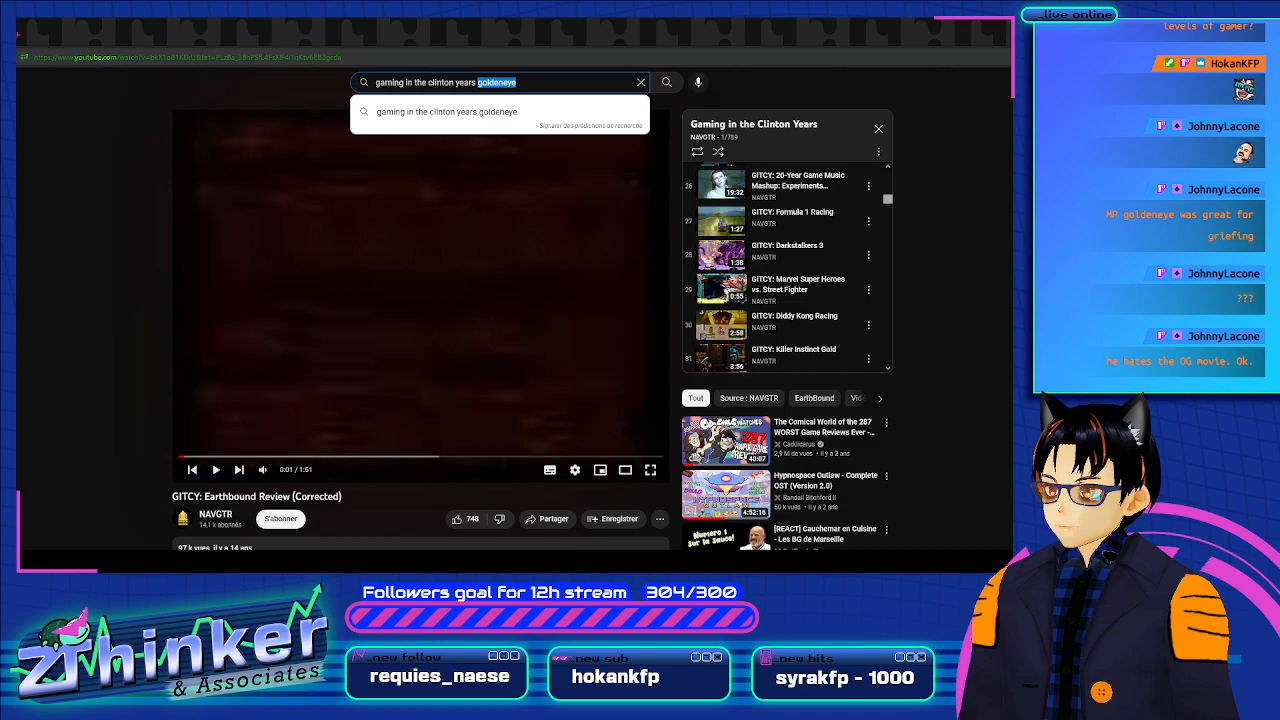 _live online
levels of gamer?
HokanKFP
JohnnyLacone
JohnnyLacone
MP goldeneye was great for
griefing
JohnnyLacone
???
JohnnyLacone
he hates the OG movie. Ok.
gaming in the clinton years goldeneye
gaming in the clinton years goldeneye
Signaler des prédictions de recherche
Gaming in the Clinton Years
NAVGTR - 1/789
26
19:32
GITCY: 20-Year Game Music
Mashup: Experiments...
NAVGTR
27
1:27
GITCY: Formula 1 Racing
NAVGTR
28
1:38
GITCY: Darkstalkers 3
NAVGTR
29
0:55
GITCY: Marvel Super Heroes
vs. Street Fighter
NAVGTR
30
2:58
GITCY: Diddy Kong Racing
NAVGTR
31
3:56
GITCY: Killer Instinct Gold
NAVGTR
Tout
Source : NAVGTR
EarthBound
0:01 / 1:51
GITCY: Earthbound Review (Corrected)
NAVGTR
14,1 k abonnés
S'abonner
748
Partager
Enregistrer
97 k vues il y a 14 ans
The Comical World of the 287
WORST Game Reviews Ever -...
Caddicarus
2,9 M de vues • il y a 2 ans
40:07
Hypnospace Outlaw - Complete
OST (Version 2.0)
Randall Bitchford II
50 k vues • il y a 2 ans
4:52:16
[REACT] Cauchemar en Cuisine
- Les BG de Marseille
Followers goal for 12h stream 304/300
zThinker
& Associates
_new follow
requies_naese
_new sub
hokankfp
_new bits
syrakfp - 1000